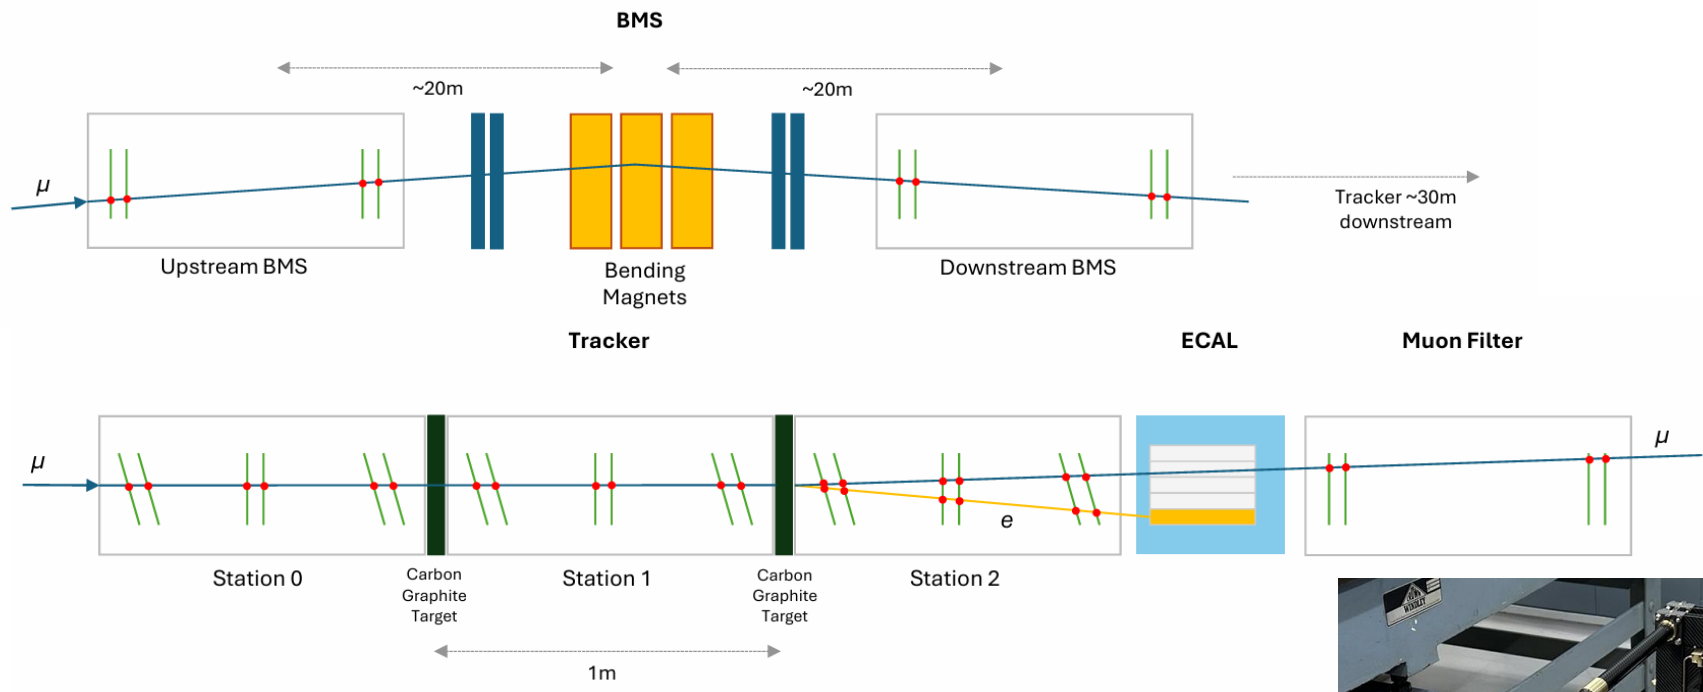 BMS
~20m
~20m
μ
Tracker ~30m
downstream
Upstream BMS
Bending
Magnets
Downstream BMS
Tracker
ECAL
Muon Filter
μ
μ
e
Station 0
Carbon
Graphite
Target
Station 1
Carbon
Graphite
Target
Station 2
1m